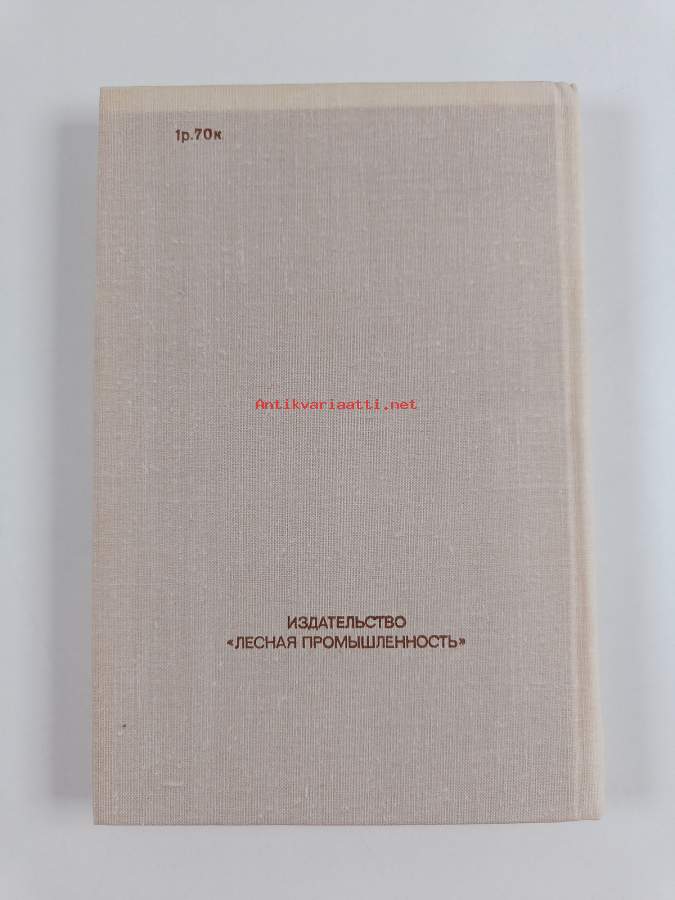 1р.70к
Antikvariaatti.net
ИЗДАТЕЛЬСТВО
«ЛЕСНАЯ ПРОМЫШЛЕННОСТЬ»